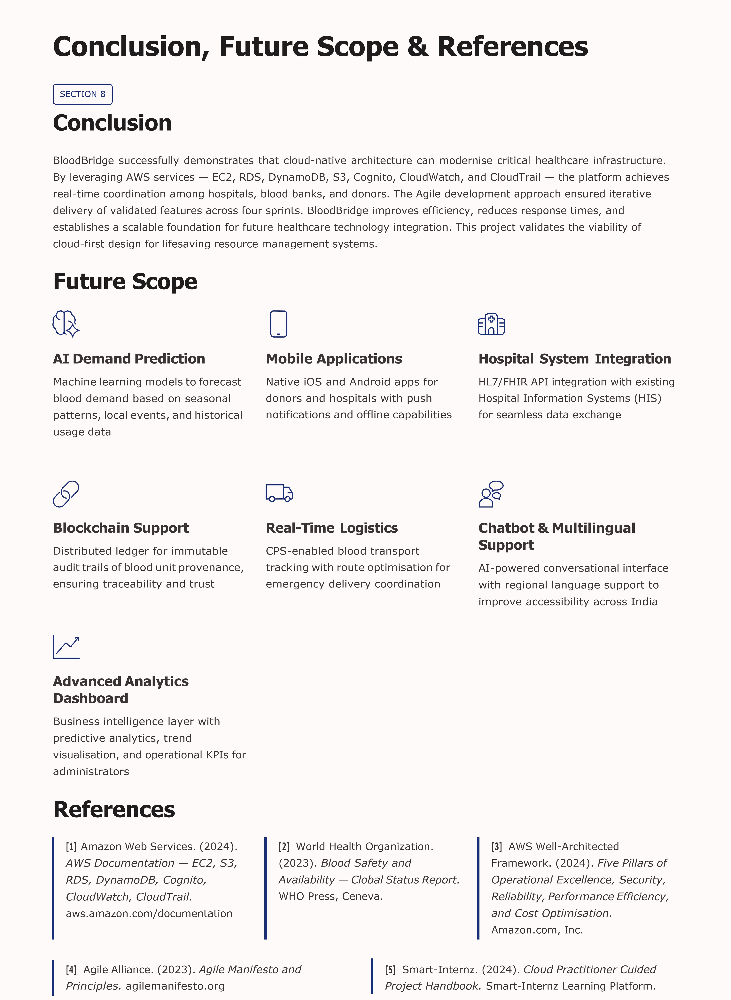 Conclusion, Future Scope & References
SECTION 8
Conclusion
BloodBridge successfully demonstrates that cloud-native architecture can modernise critical healthcare infrastructure.
By leveraging AWS services — EC2, RDS, DynamoDB, S3, Cognito, CloudWatch, and CloudTrail — the platform achieves
real-time coordination among hospitals, blood banks, and donors. The Agile development approach ensured iterative
delivery of validated features across four sprints. BloodBridge improves efficiency, reduces response times, and
establishes a scalable foundation for future healthcare technology integration. This project validates the viability of
cloud-first design for lifesaving resource management systems.
Future Scope
AI Demand Prediction
Machine learning models to forecast
blood demand based on seasonal
patterns, local events, and historical
usage data
Mobile Applications
Native iOS and Android apps for
donors and hospitals with push
notifications and offline capabilities
Hospital System Integration
HL7/FHIR API integration with existing
Hospital Information Systems (HIS)
for seamless data exchange
Blockchain Support
Distributed ledger for immutable
audit trails of blood unit provenance,
ensuring traceability and trust
Real-Time Logistics
CPS-enabled blood transport
tracking with route optimisation for
emergency delivery coordination
Chatbot & Multilingual
Support
AI-powered conversational interface
with regional language support to
improve accessibility across India
Advanced Analytics
Dashboard
Business intelligence layer with
predictive analytics, trend
visualisation, and operational KPIs for
administrators
References
[1] Amazon Web Services. (2024).
AWS Documentation — EC2, S3,
RDS, DynamoDB, Cognito,
CloudWatch, CloudTrail.
aws.amazon.com/documentation
[2] World Health Organization.
(2023). Blood Safety and
Availability — Clobal Status Report.
WHO Press, Ceneva.
[3] AWS Well-Architected
Framework. (2024). Five Pillars of
Operational Excellence, Security,
Reliability, Performance Efficiency,
and Cost Optimisation.
Amazon.com, Inc.
[4] Agile Alliance. (2023). Agile Manifesto and
Principles. agilemanifesto.org
[5] Smart-Internz. (2024). Cloud Practitioner Cuided
Project Handbook. Smart-Internz Learning Platform.